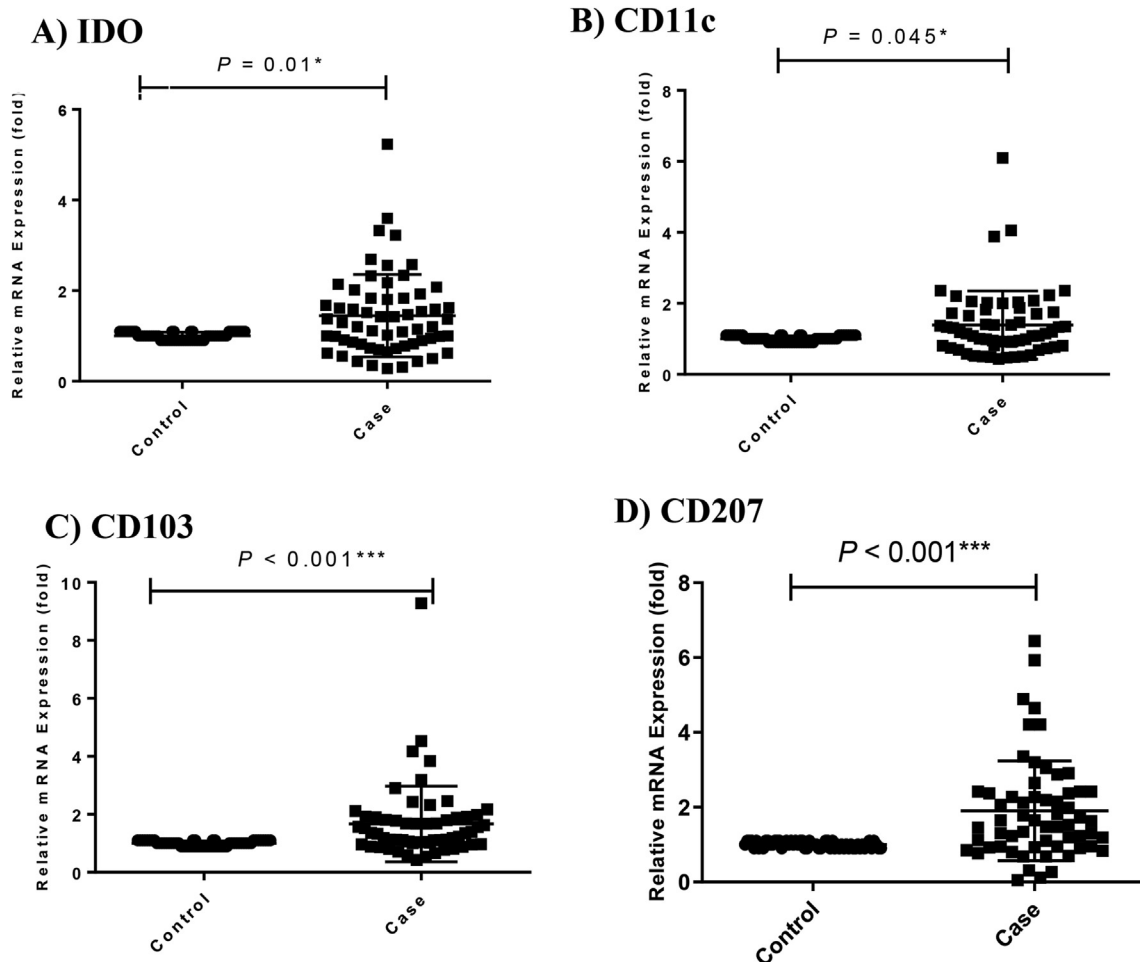 A) IDO
P = 0.01*
Relative mRNA Expression (fold)
6
4
2
0
Control
Case
B) CD11c
P = 0.045*
Relative mRNA Expression (fold)
8
6
4
2
0
Control
Case
C) CD103
P < 0.001***
Relative mRNA Expression (fold)
10
8
6
4
2
0
Control
Case
D) CD207
P < 0.001***
Relative mRNA Expression (fold)
8
6
4
2
0
Control
Case